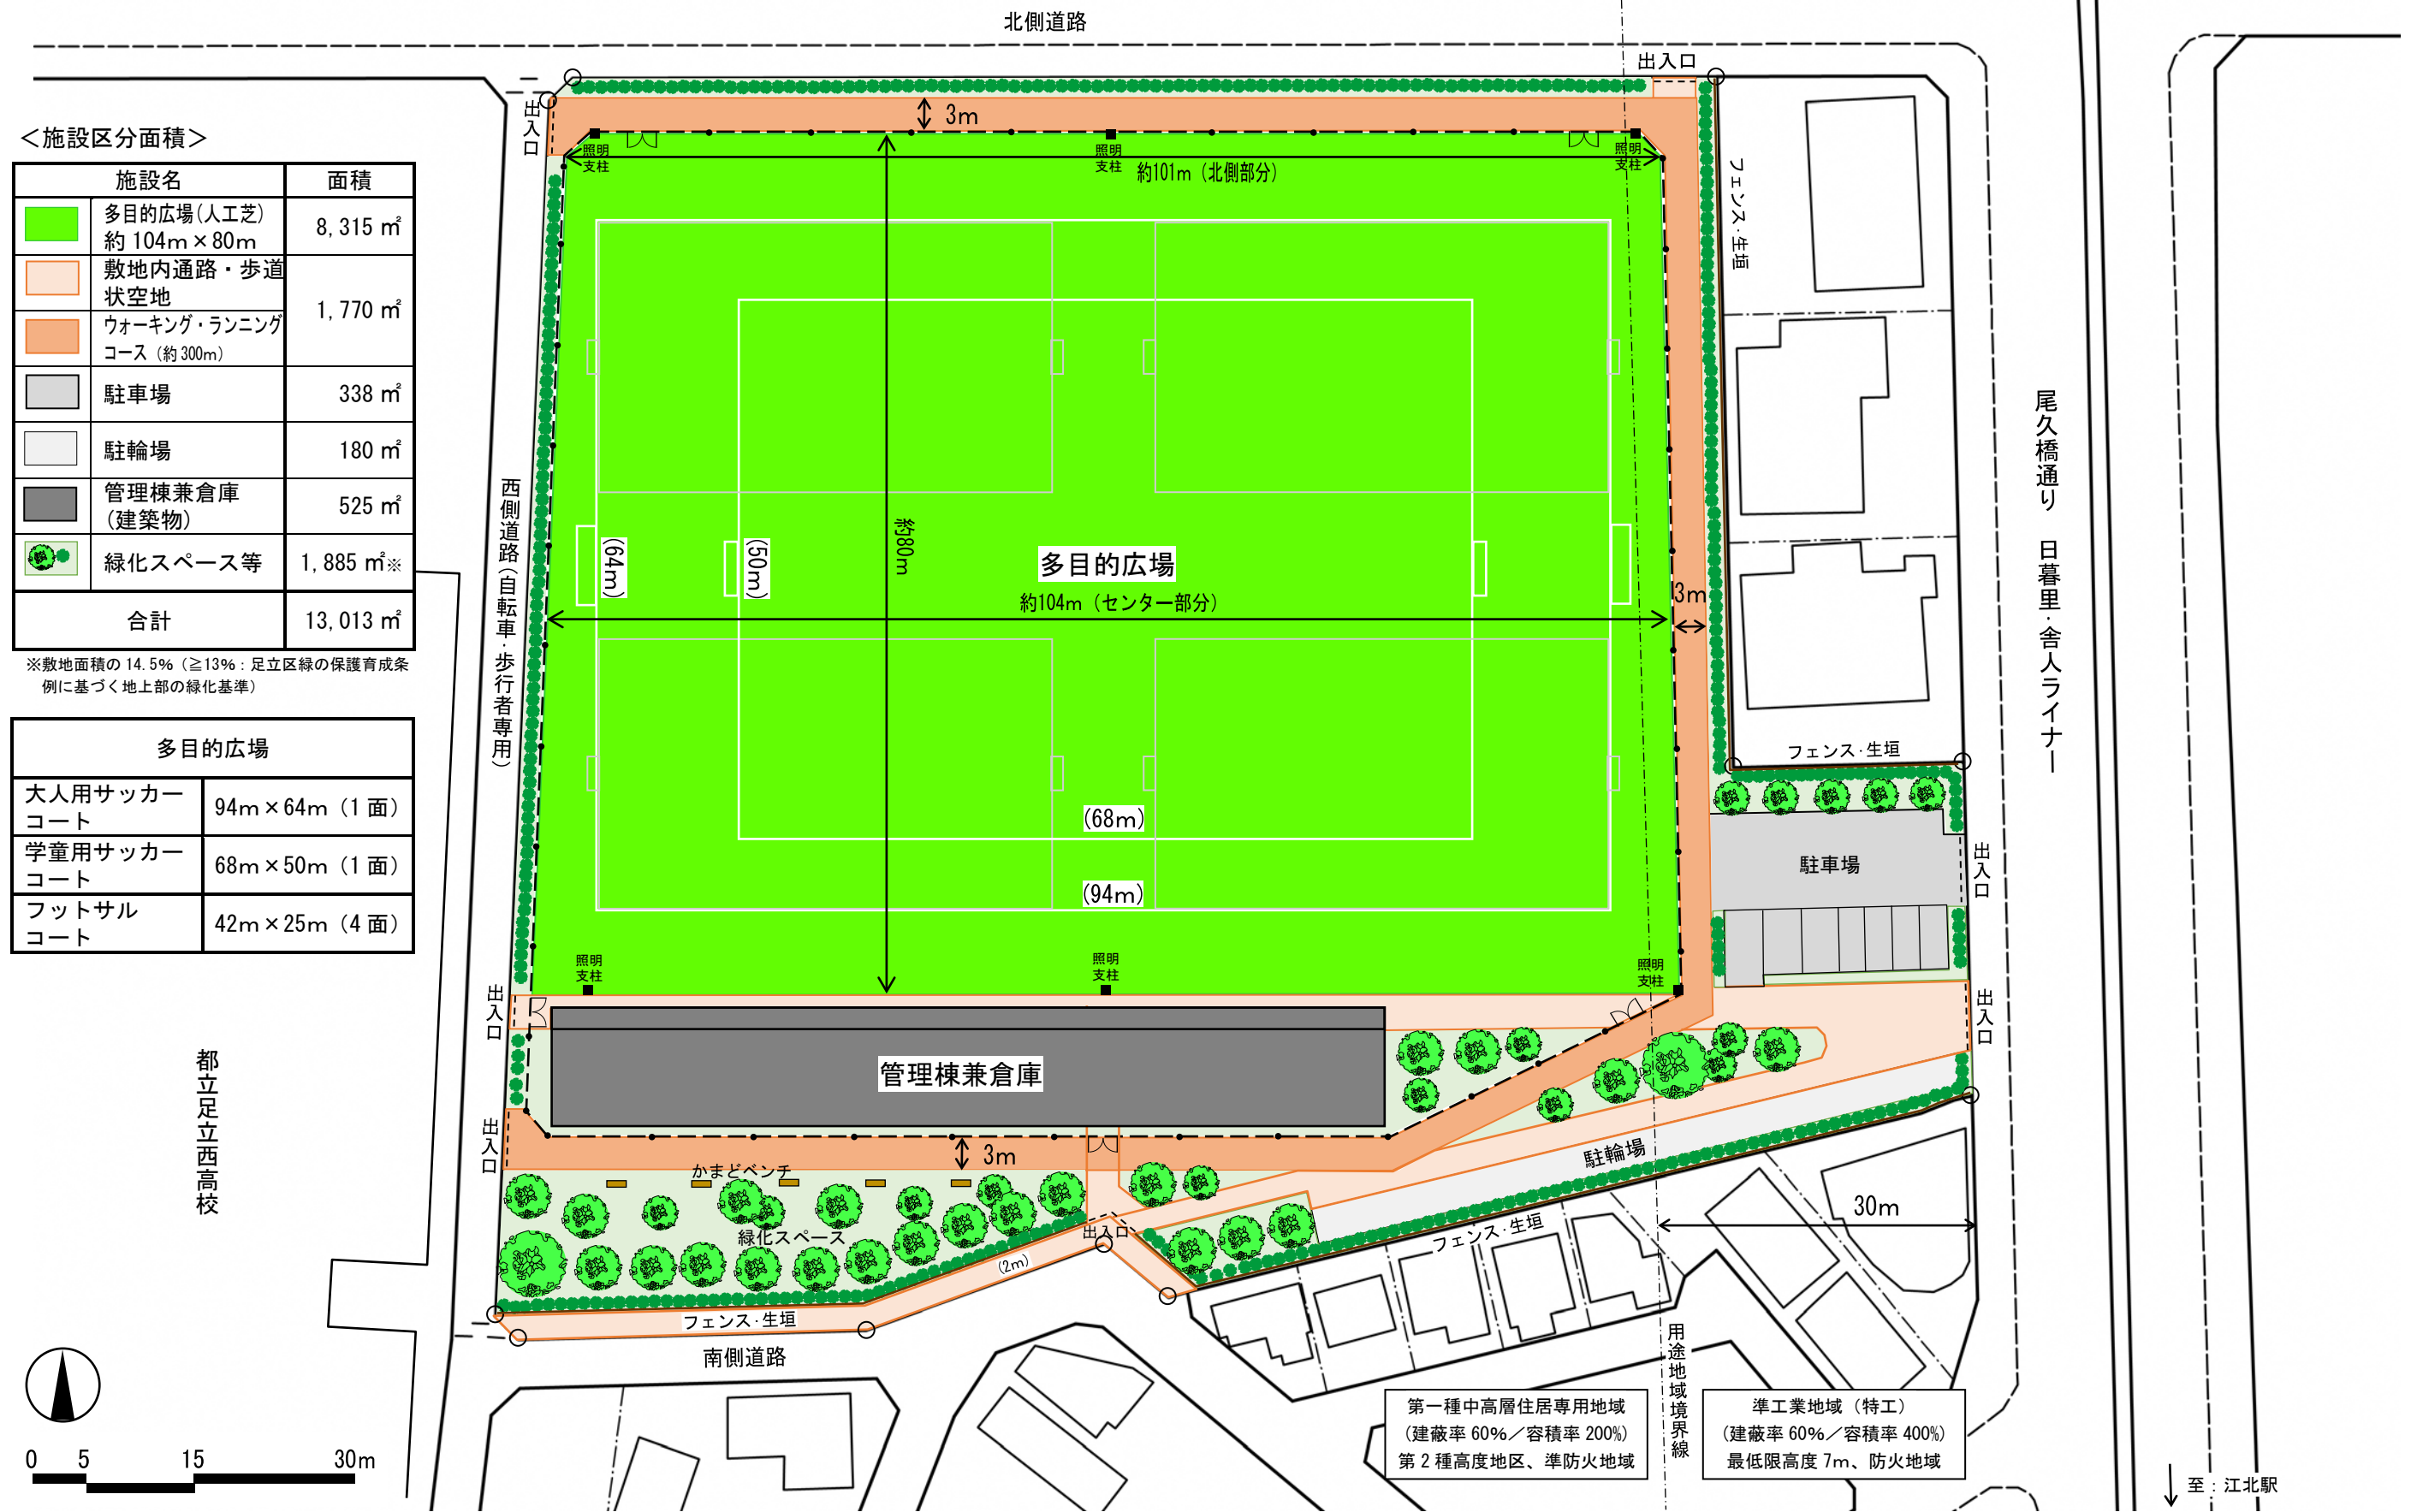 北側道路
出入口
出入口
3m
＜施設区分面積＞
施設名 面積
多目的広場(人工芝)
約104m×80m
8,315 ㎡
敷地内通路・歩道
状空地
ウォーキング・ランニング
コース（約300m）
1,770 ㎡
駐車場 338 ㎡
駐輪場 180 ㎡
管理棟兼倉庫
(建築物)
525 ㎡
緑化スペース等 1,885 ㎡※
合計 13,013 ㎡
※敷地面積の14.5%（≧13%：足立区緑の保護育成条
例に基づく地上部の緑化基準）
多目的広場
大人用サッカー
コート
94m×64m（1面）
学童用サッカー
コート
68m×50m（1面）
フットサル
コート
42m×25m（4面）
照明
支柱
照明
支柱
照明
支柱
約101m（北側部分）
フェンス・生垣
西側道路（自転車・歩行者専用）
(64m)
(50m)
約80m
多目的広場
約104m（センター部分）
3m
尾久橋通り 日暮里・舎人ライナー
フェンス・生垣
(68m)
(94m)
駐車場
出入口
照明
支柱
照明
支柱
照明
支柱
出入口
出入口
管理棟兼倉庫
都立足立西高校
出入口
3m
かまどベンチ
緑化スペース
出入口
(2m)
駐輪場
フェンス・生垣
30m
フェンス・生垣
南側道路
用途地域境界線
第一種中高層住居専用地域
(建蔽率60%／容積率200%)
第2種高度地区、準防火地域
準工業地域（特工）
(建蔽率60%／容積率400%)
最低限高度7m、防火地域
0 5 15 30m
至：江北駅